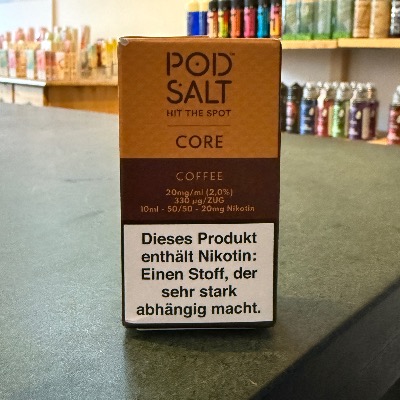 POD™
SALT
HIT THE SPOT
CORE
COFFEE
20mg/ml (2,0%)
330 µg/ZUG
10ml - 50/50 - 20mg Nikotin
Dieses Produkt
enthält Nikotin:
Einen Stoff, der
sehr stark
abhängig macht.